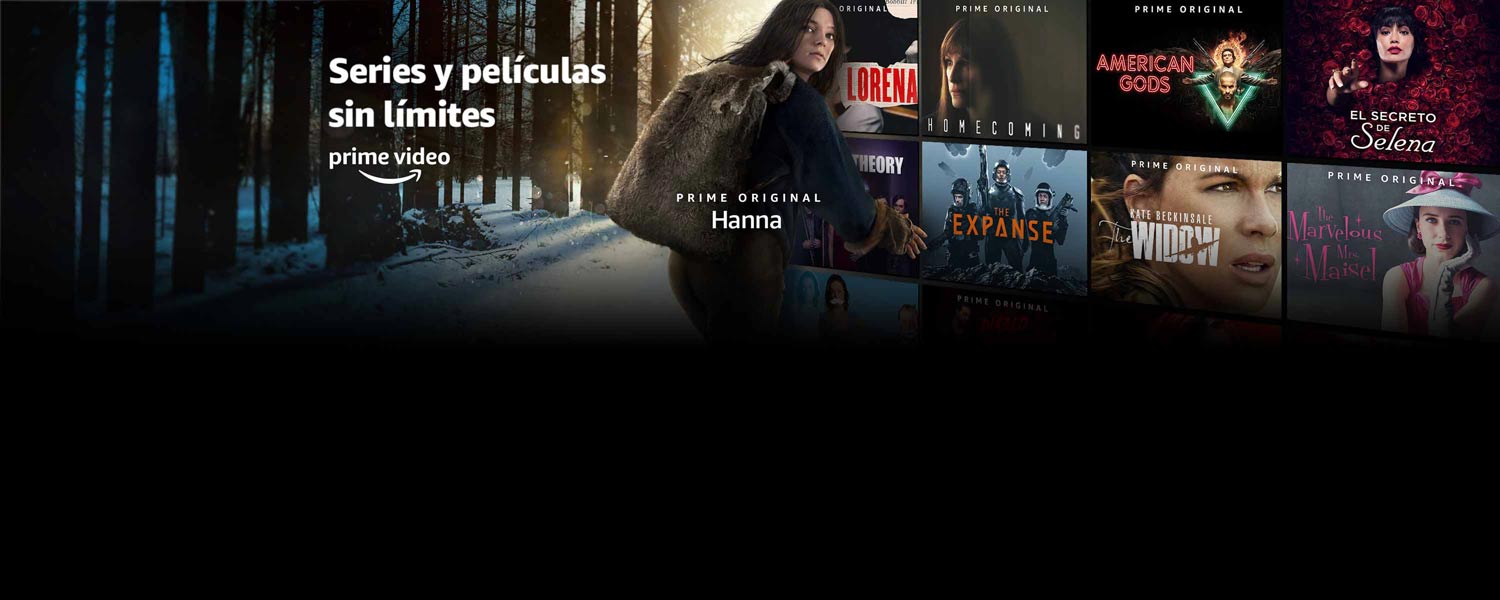 Series y películas
sin límites
prime video
PRIME ORIGINAL
Hanna
ORIGINAL
LORENA
PRIME ORIGINAL
HOMECOMING
PRIME ORIGINAL
AMERICAN
GODS
EL SECRETO
DE
Selena
THEORY
THE
EXPANSE
PRIME ORIGINAL
KATE BECKINSALE
The WIDOW
PRIME ORIGINAL
The
Marvelous
Mrs.
Maisel
PRIME ORIGINAL
DIABLO